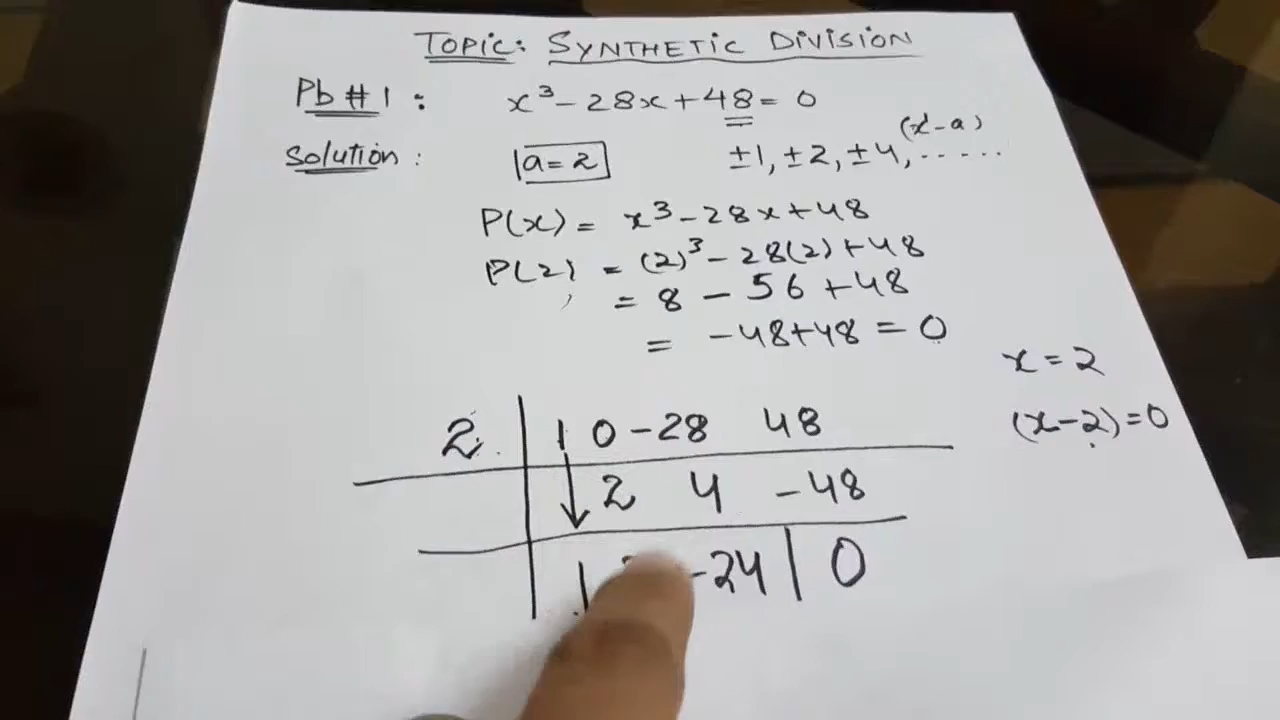 TOPIC: SYNTHETIC DIVISION
Pb # 1 : x³ - 28x + 48 = 0
(x-a)
Solution : a = 2 ±1, ±2, ±4, .....
P(x) = x³ - 28x + 48
P(2) = (2)³ - 28(2) + 48
= 8 - 56 + 48
= -48 + 48 = 0
x = 2
(x-2) = 0
2 | 1 0 -28 48
↓ 2 4 -48
1 -24 | 0